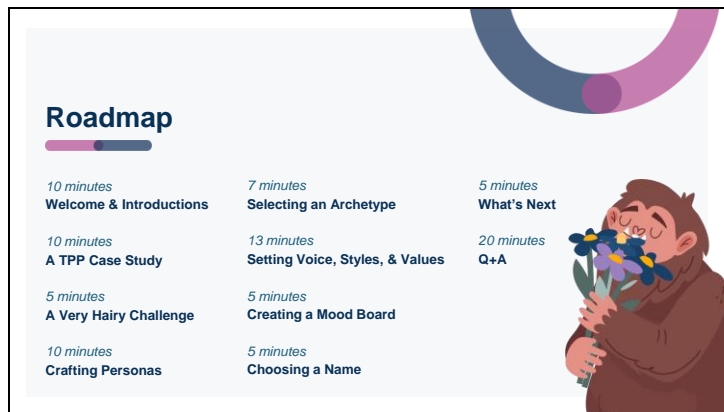 Roadmap
10 minutes
Welcome & Introductions
10 minutes
A TPP Case Study
5 minutes
A Very Hairy Challenge
10 minutes
Crafting Personas
7 minutes
Selecting an Archetype
13 minutes
Setting Voice, Styles, & Values
5 minutes
Creating a Mood Board
5 minutes
Choosing a Name
5 minutes
What's Next
20 minutes
Q+A